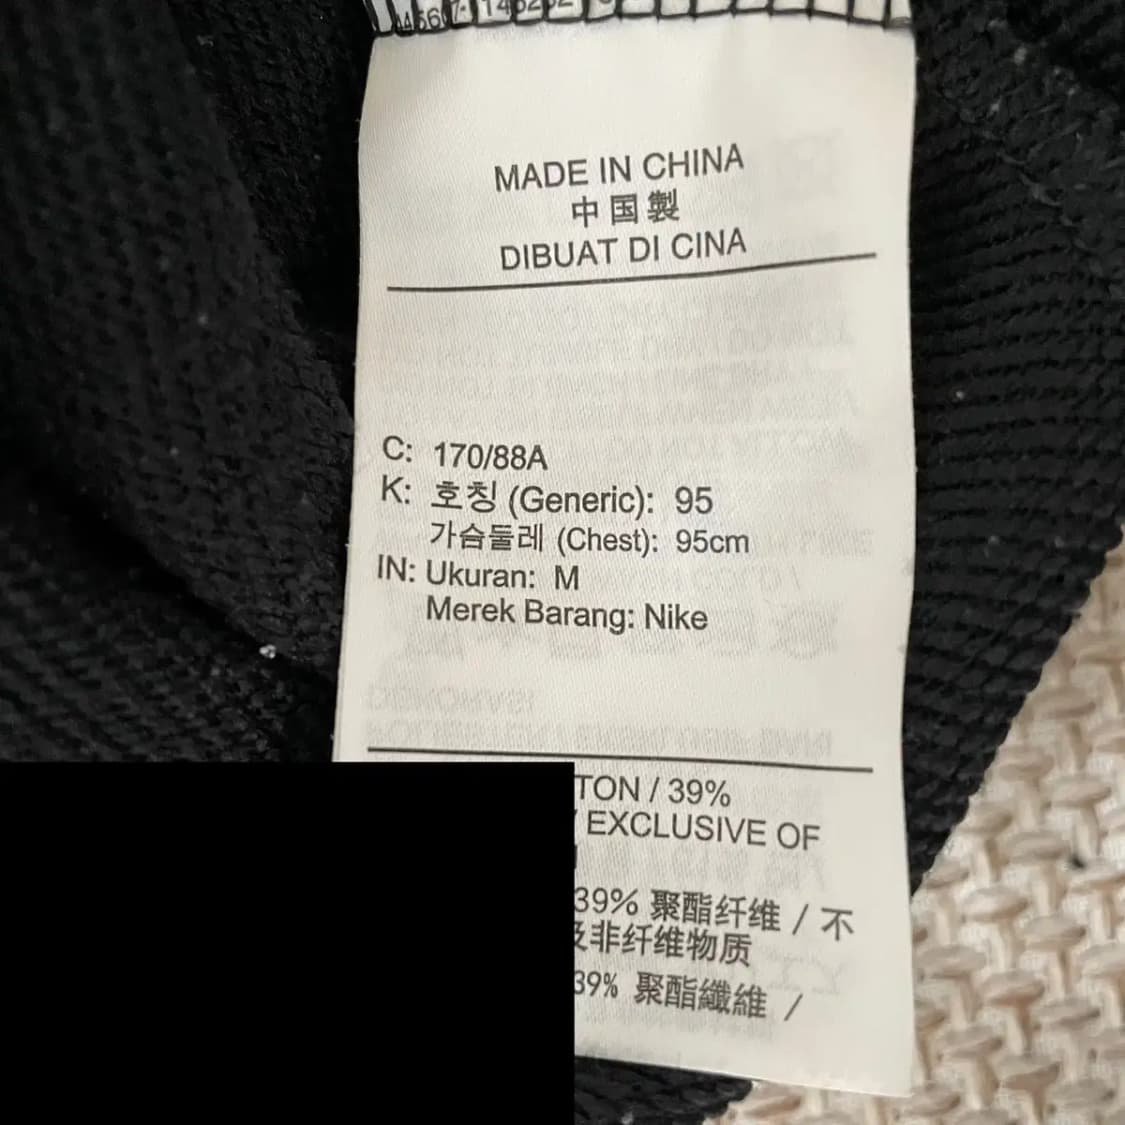 MADE IN CHINA
中国製
DIBUAT DI CINA
C: 170/88A
K: 호칭 (Generic): 95
가슴둘레 (Chest): 95cm
IN: Ukuran: M
Merek Barang: Nike
TON / 39%
EXCLUSIVE OF
39% 聚酯纤维 / 不
及非纤维物质
39% 聚酯纖維 /